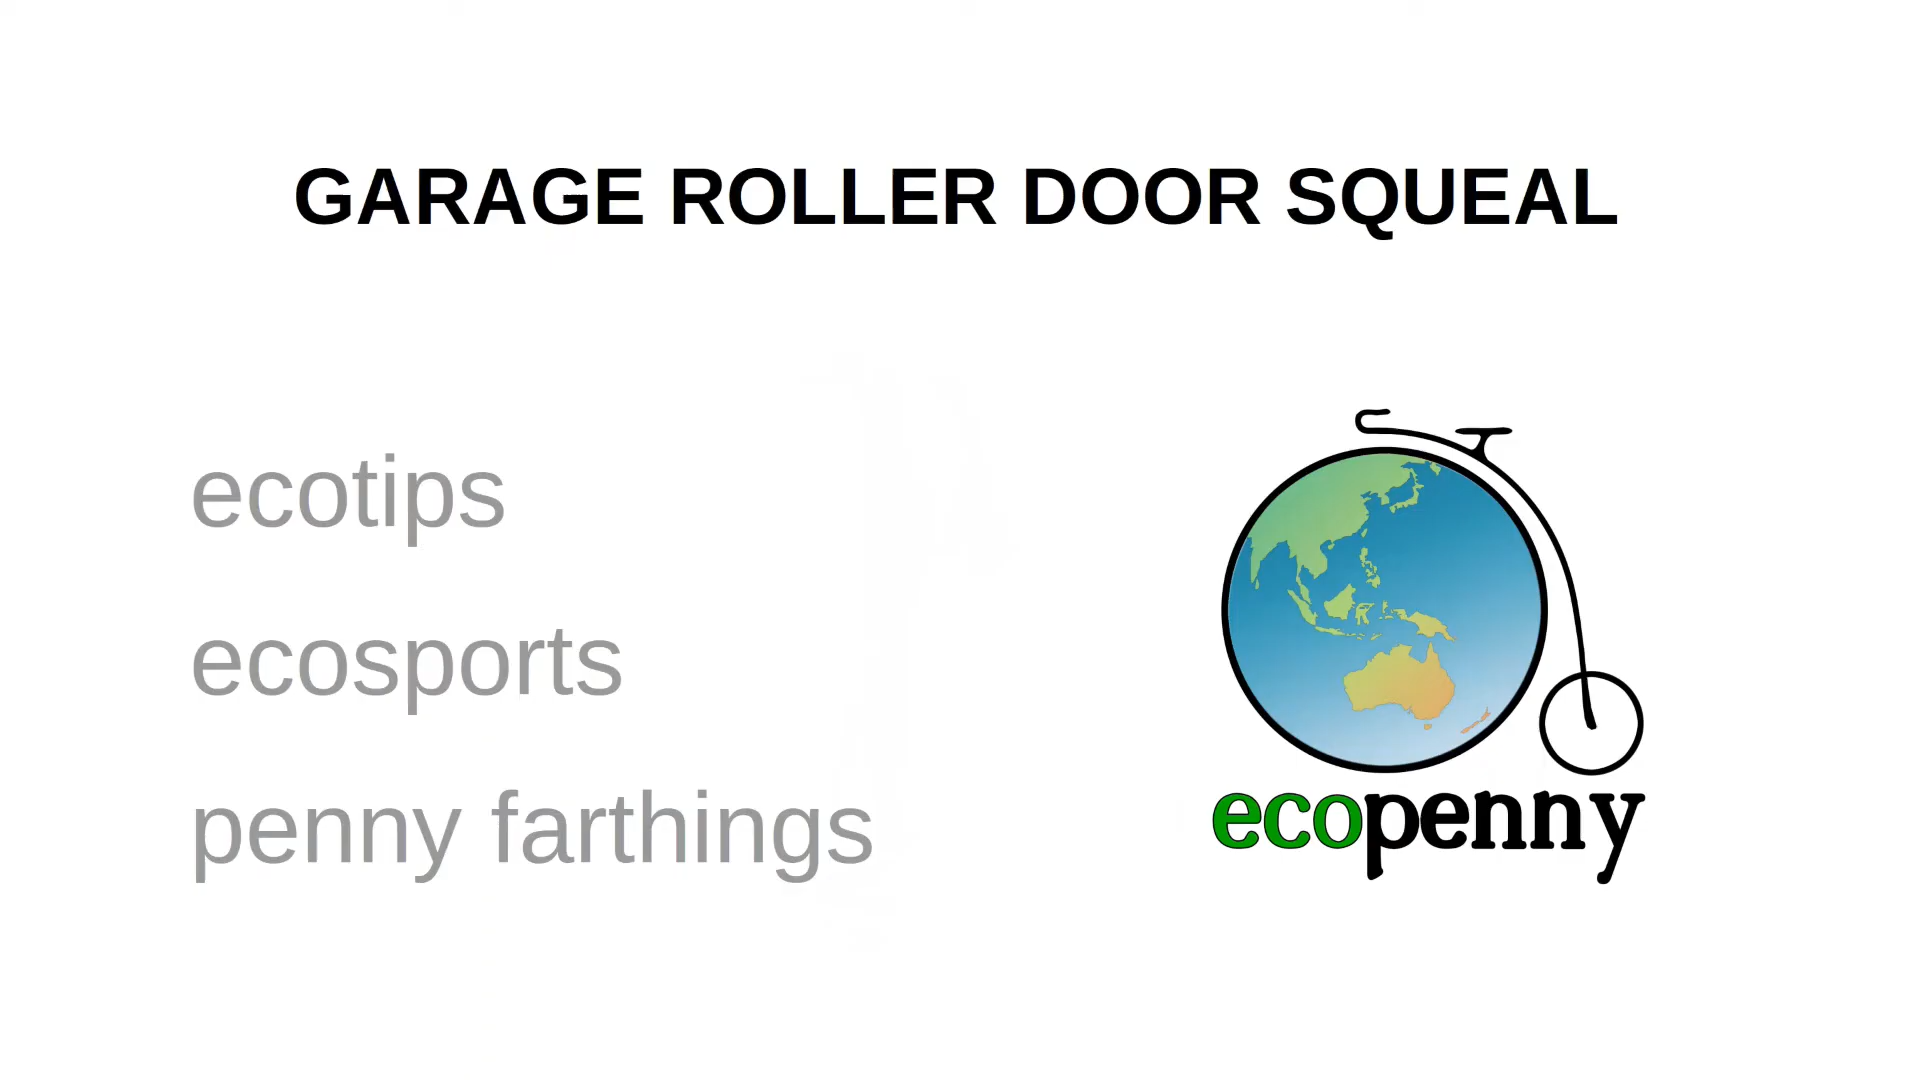 GARAGE ROLLER DOOR SQUEAL
ecotips
ecosports
penny farthings
ecopenny